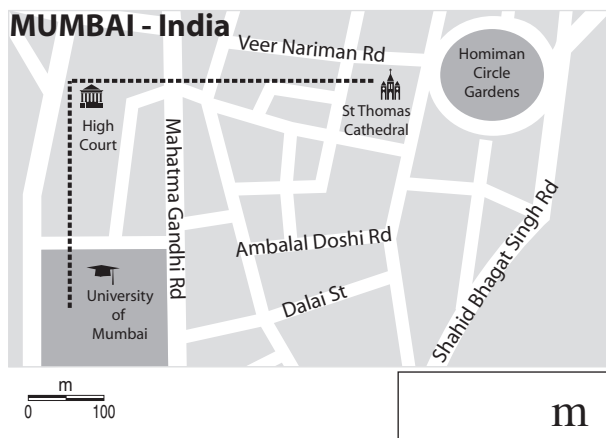 MUMBAI - India
Veer Nariman Rd
Homiman
Circle
Gardens
High
Court
St Thomas
Cathedral
Mahatma Gandhi Rd
Ambalal Doshi Rd
Shahid Bhagat Singh Rd
University
of
Mumbai
Dalai St
m
0 100
m